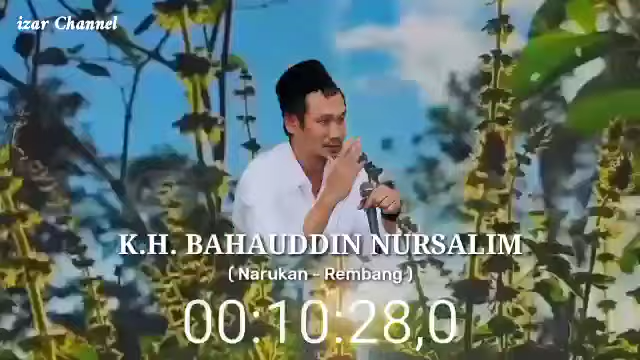 izar Channel
K.H. BAHAUDDIN NURSALIM
( Narukan - Rembang )
00:10:28,0